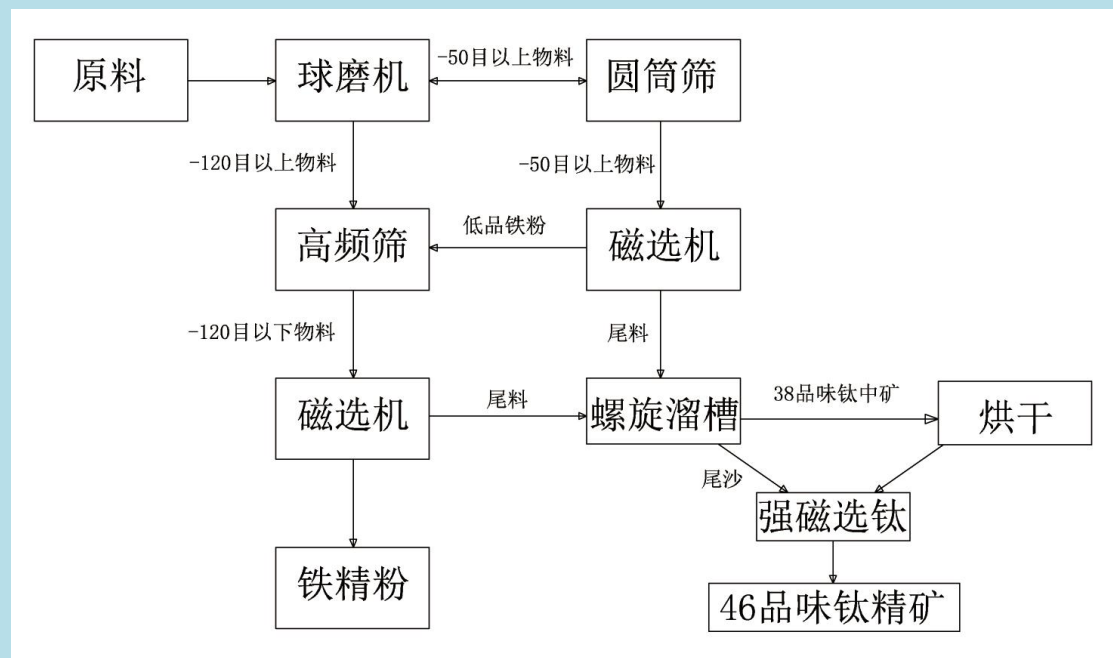 原料
球磨机
-50目以上物料
圆筒筛
-120目以上物料
-50目以上物料
高频筛
低品铁粉
磁选机
-120目以下物料
尾料
磁选机
尾料
螺旋溜槽
38品味钛中矿
烘干
尾沙
强磁选钛
铁精粉
46品味钛精矿